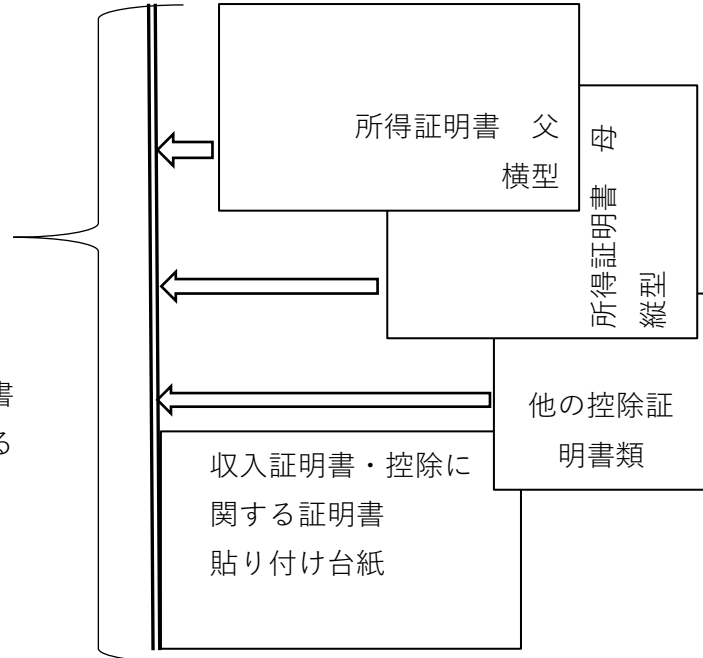 所得証明書　父
横型
所得証明書　母
縦型
他の控除証
明書類
書
る
収入証明書・控除に
関する証明書
貼り付け台紙